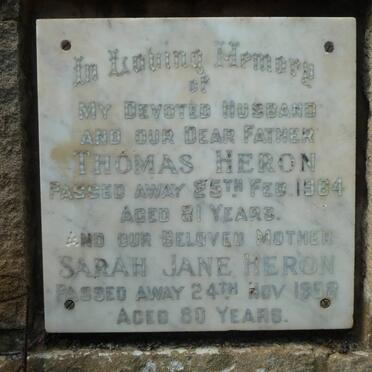 In Loving Memory
of
MY DEVOTED HUSBAND
AND OUR DEAR FATHER
THOMAS HERON
PASSED AWAY 25TH FEB. 1964
AGED 81 YEARS.
AND OUR BELOVED MOTHER
SARAH JANE HERON
PASSED AWAY 24TH NOV
AGED 80 YEARS.